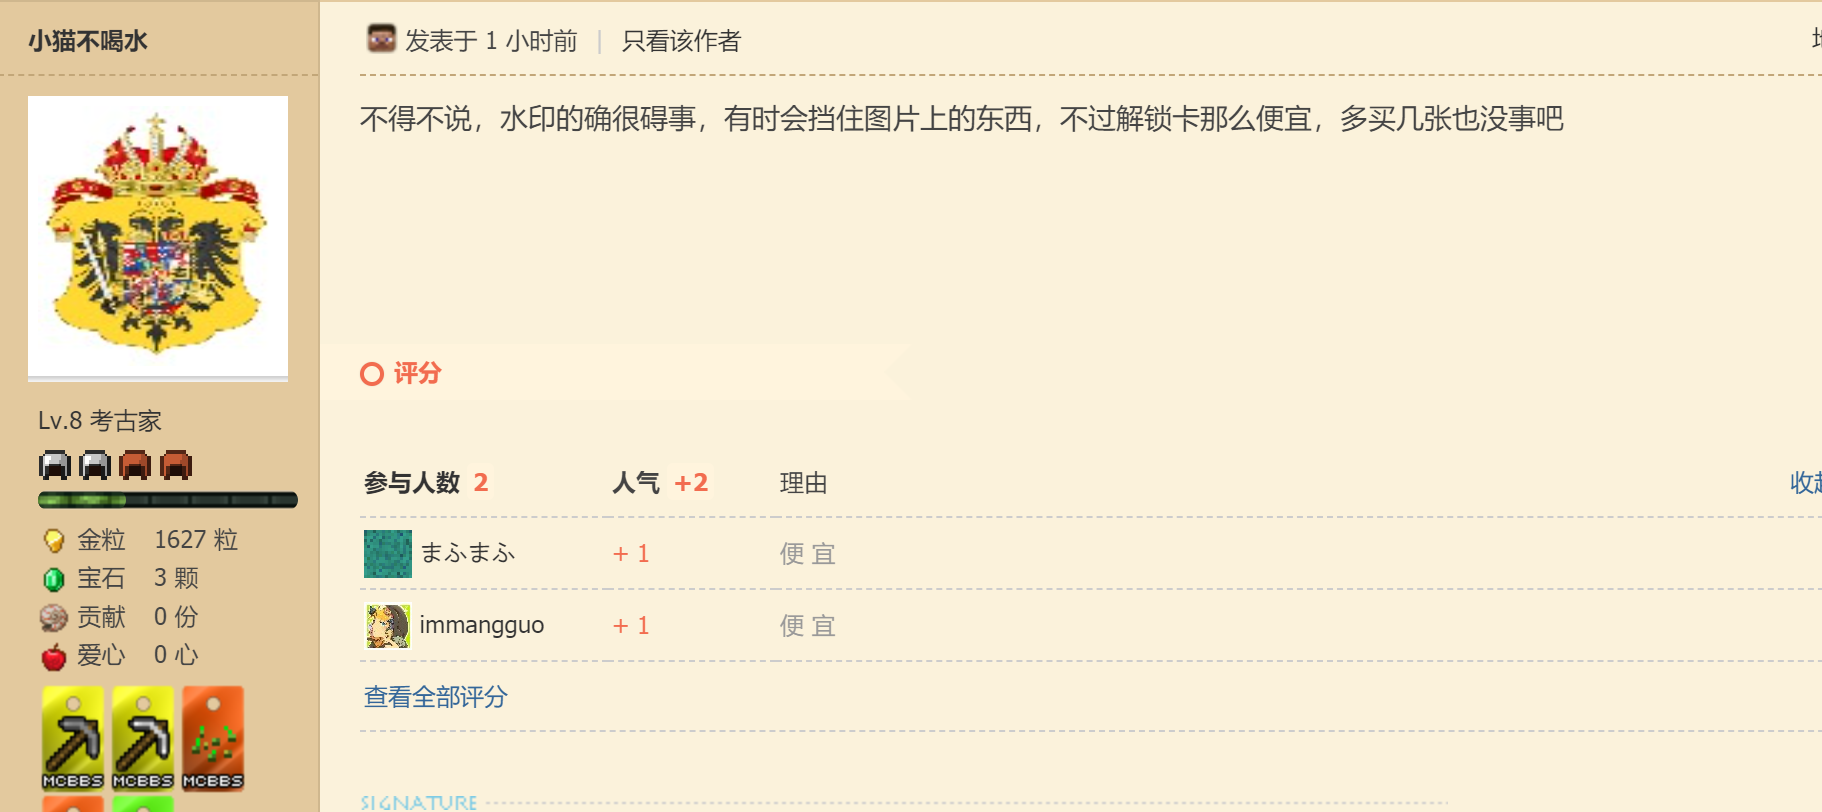 小猫不喝水
发表于 1 小时前 | 只看该作者
不得不说，水印的确很碍事，有时会挡住图片上的东西，不过解锁卡那么便宜，多买几张也没事吧
评分
Lv.8 考古家
参与人数 2 人气 +2 理由
金粒 1627 粒
まふまふ + 1 便 宜
宝石 3 颗
贡献 0 份
immangguo + 1 便 宜
爱心 0 心
查看全部评分
MCBBS MCBBS MCBBS
SIGNATURE